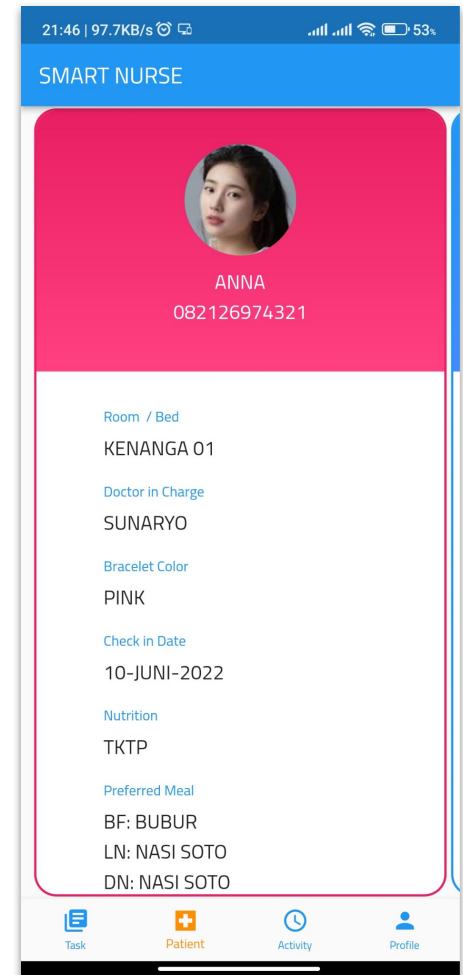 21:46 | 97.7KB/s 53%
SMART NURSE
ANNA
082126974321
Room / Bed
KENANGA 01
Doctor in Charge
SUNARYO
Bracelet Color
PINK
Check in Date
10-JUNI-2022
Nutrition
TKTP
Preferred Meal
BF: BUBUR
LN: NASI SOTO
DN: NASI SOTO
Task Patient Activity Profile